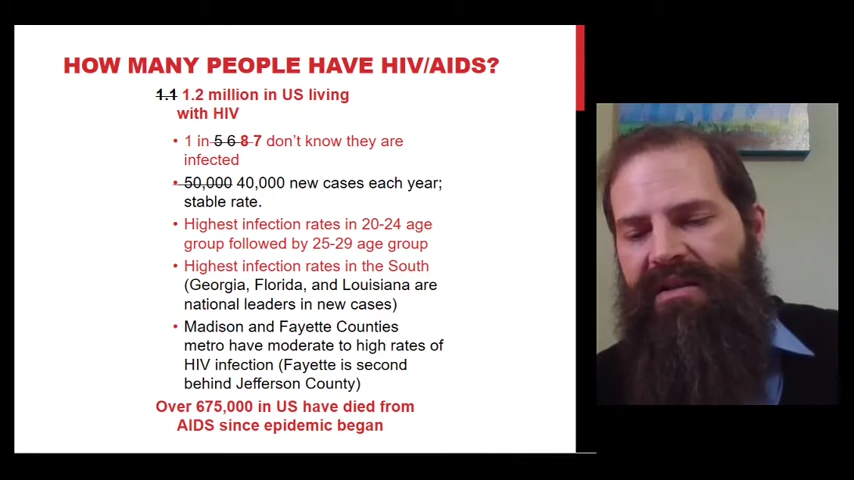 HOW MANY PEOPLE HAVE HIV/AIDS?
1.1 1.2 million in US living
with HIV
• 1 in 5 6 8 7 don't know they are
infected
• 50,000 40,000 new cases each year;
stable rate.
• Highest infection rates in 20-24 age
group followed by 25-29 age group
• Highest infection rates in the South
(Georgia, Florida, and Louisiana are
national leaders in new cases)
• Madison and Fayette Counties
metro have moderate to high rates of
HIV infection (Fayette is second
behind Jefferson County)
Over 675,000 in US have died from
AIDS since epidemic began